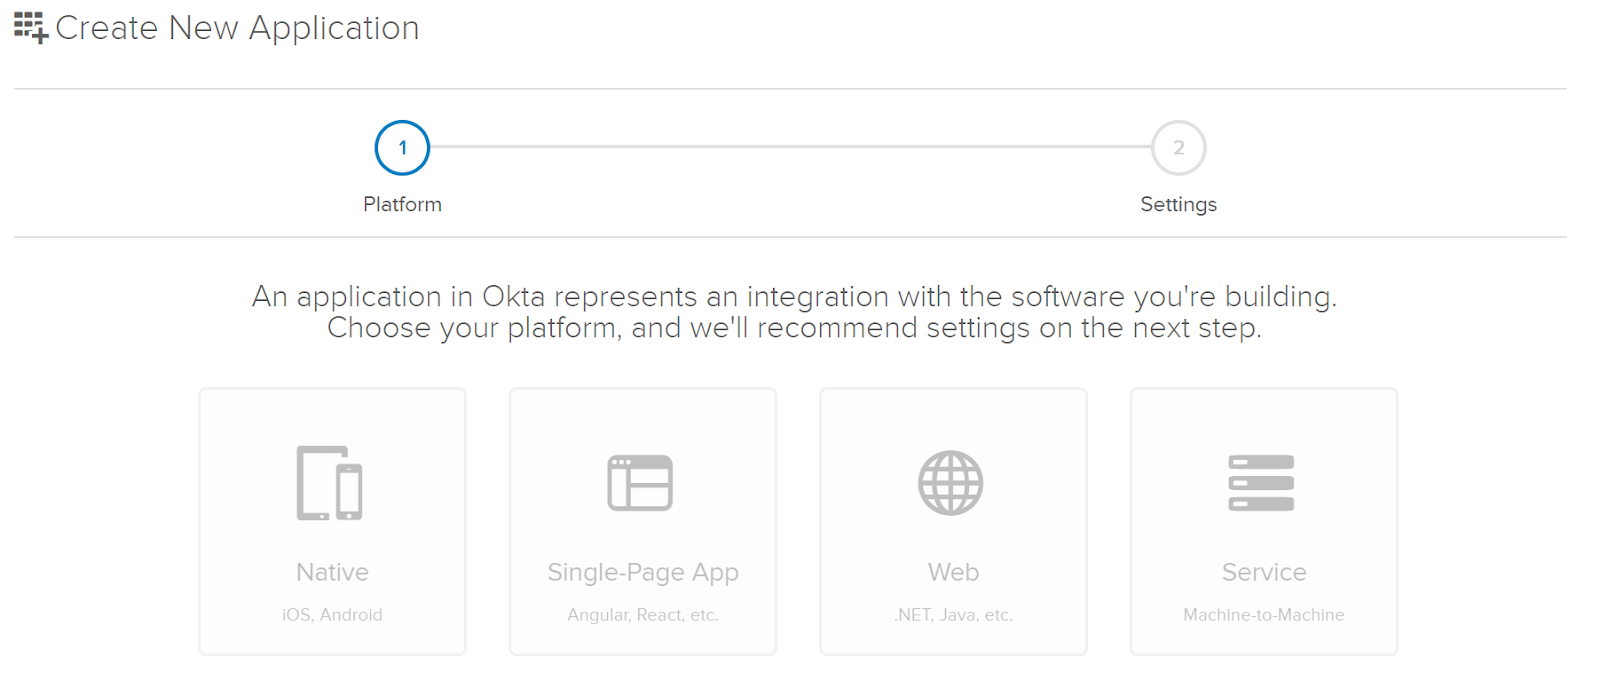 Create New Application
1
2
Platform
Settings
An application in Okta represents an integration with the software you're building.
Choose your platform, and we'll recommend settings on the next step.
Native
Single-Page App
Web
Service
iOS, Android
Angular, React, etc.
.NET, Java, etc.
Machine-to-Machine